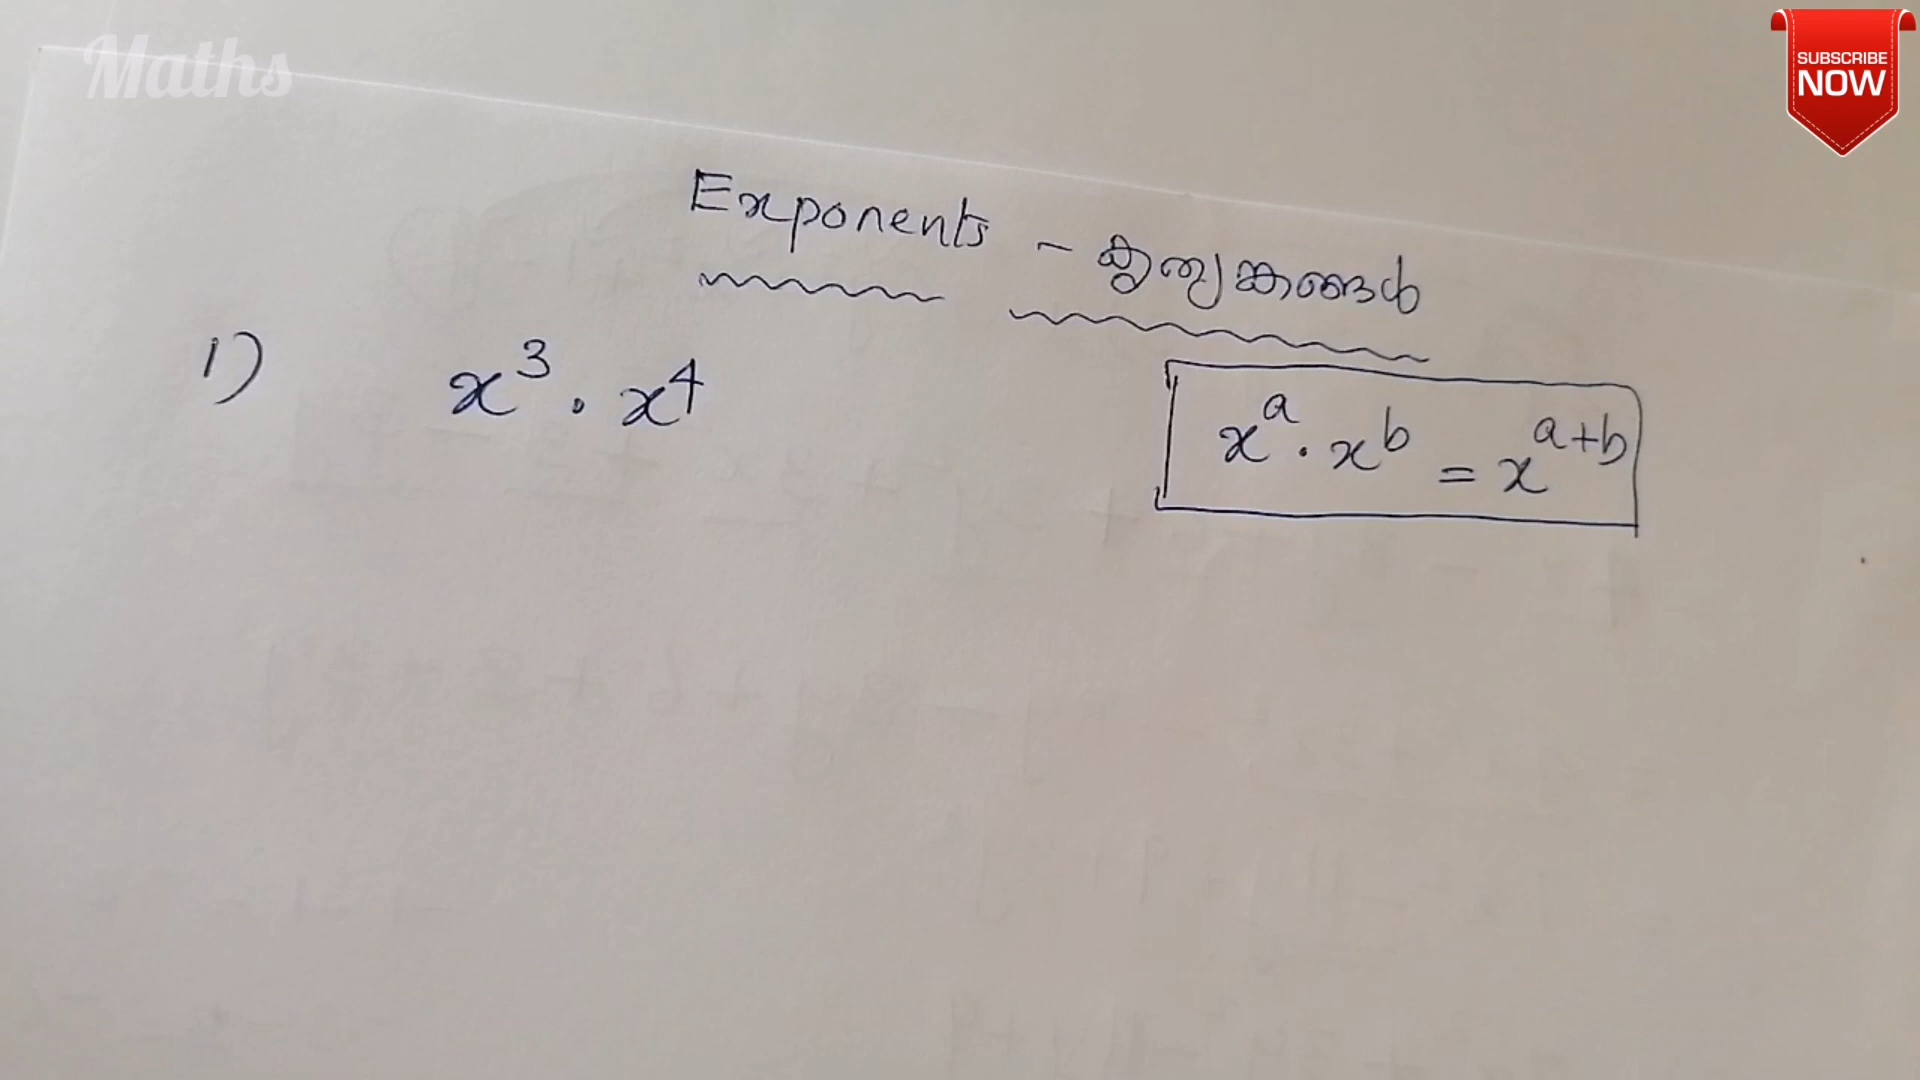 Maths
SUBSCRIBE
NOW
Exponents - കൃത്യങ്കങ്ങൾ
1) x³ . x⁴
xᵃ . xᵇ = xᵃ⁺ᵇ